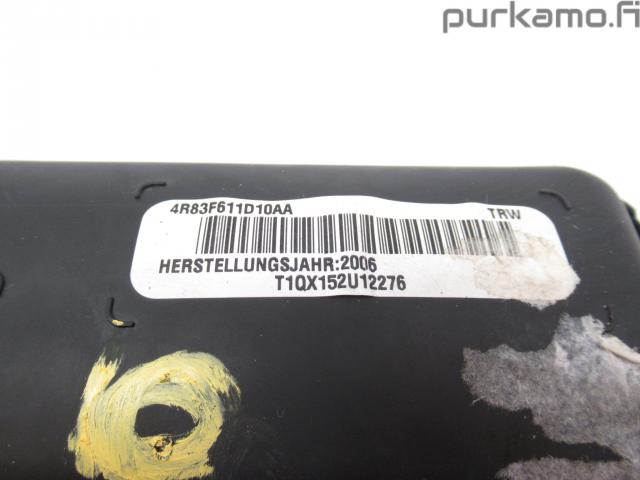 purkamo.fi
4R83F611D10AA
TRW
HERSTELLUNGSJAHR:2006
T1QX152U12276